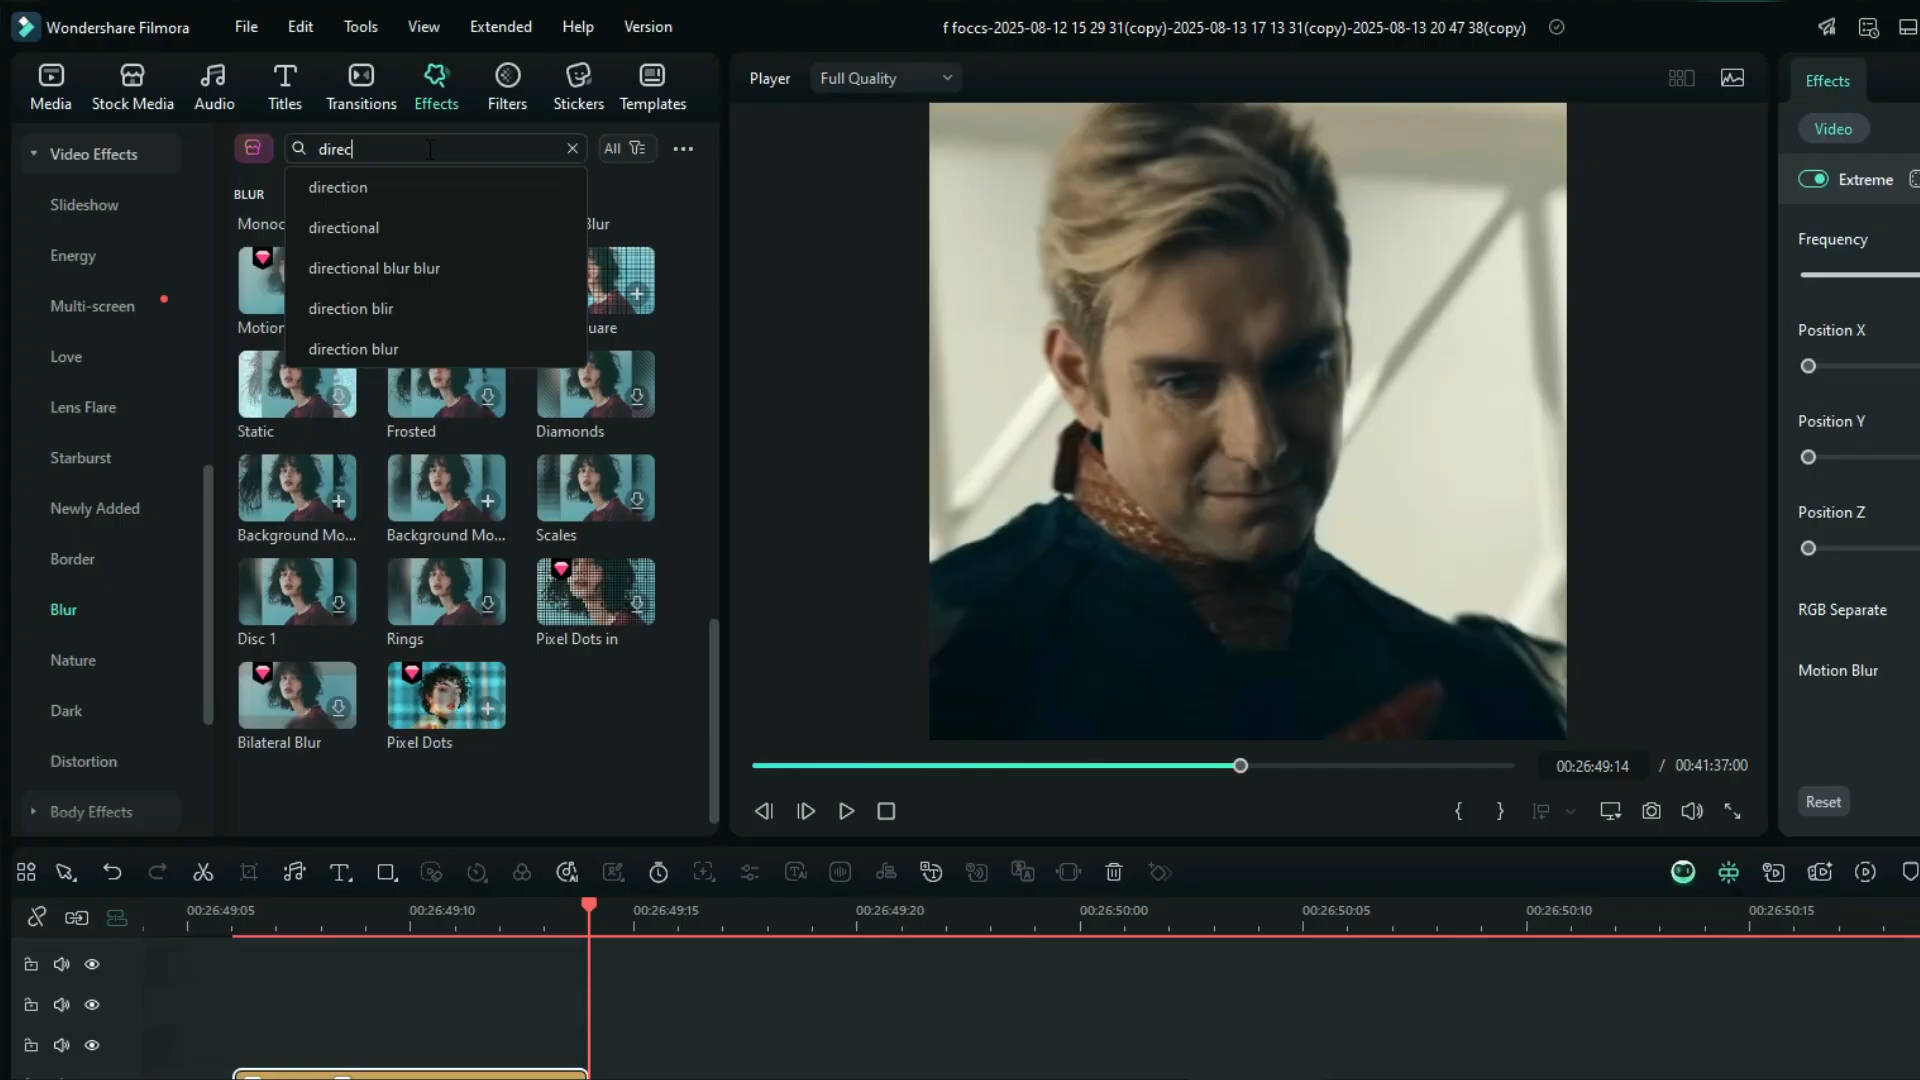 Wondershare Filmora
File Edit Tools View Extended Help Version
f foccs-2025-08-12 15 29 31(copy)-2025-08-13 17 13 31(copy)-2025-08-13 20 47 38(copy)
Media Stock Media Audio Titles Transitions Effects Filters Stickers Templates
Player Full Quality
Effects
Video
Video Effects
Slideshow
Energy
Multi-screen
Love
Lens Flare
Starburst
Newly Added
Border
Blur
Nature
Dark
Distortion
Body Effects
direc
All
direction
directional
directional blur blur
direction blir
direction blur
BLUR
Monoc
Blur
Motion
uare
Static Frosted Diamonds
Background Mo... Background Mo... Scales
Disc 1 Rings Pixel Dots in
Bilateral Blur Pixel Dots
00:26:49:14 / 00:41:37:00
Extreme
Frequency
Position X
Position Y
Position Z
RGB Separate
Motion Blur
Reset
00:26:49:05 00:26:49:10 00:26:49:15 00:26:49:20 00:26:50:00 00:26:50:05 00:26:50:10 00:26:50:15